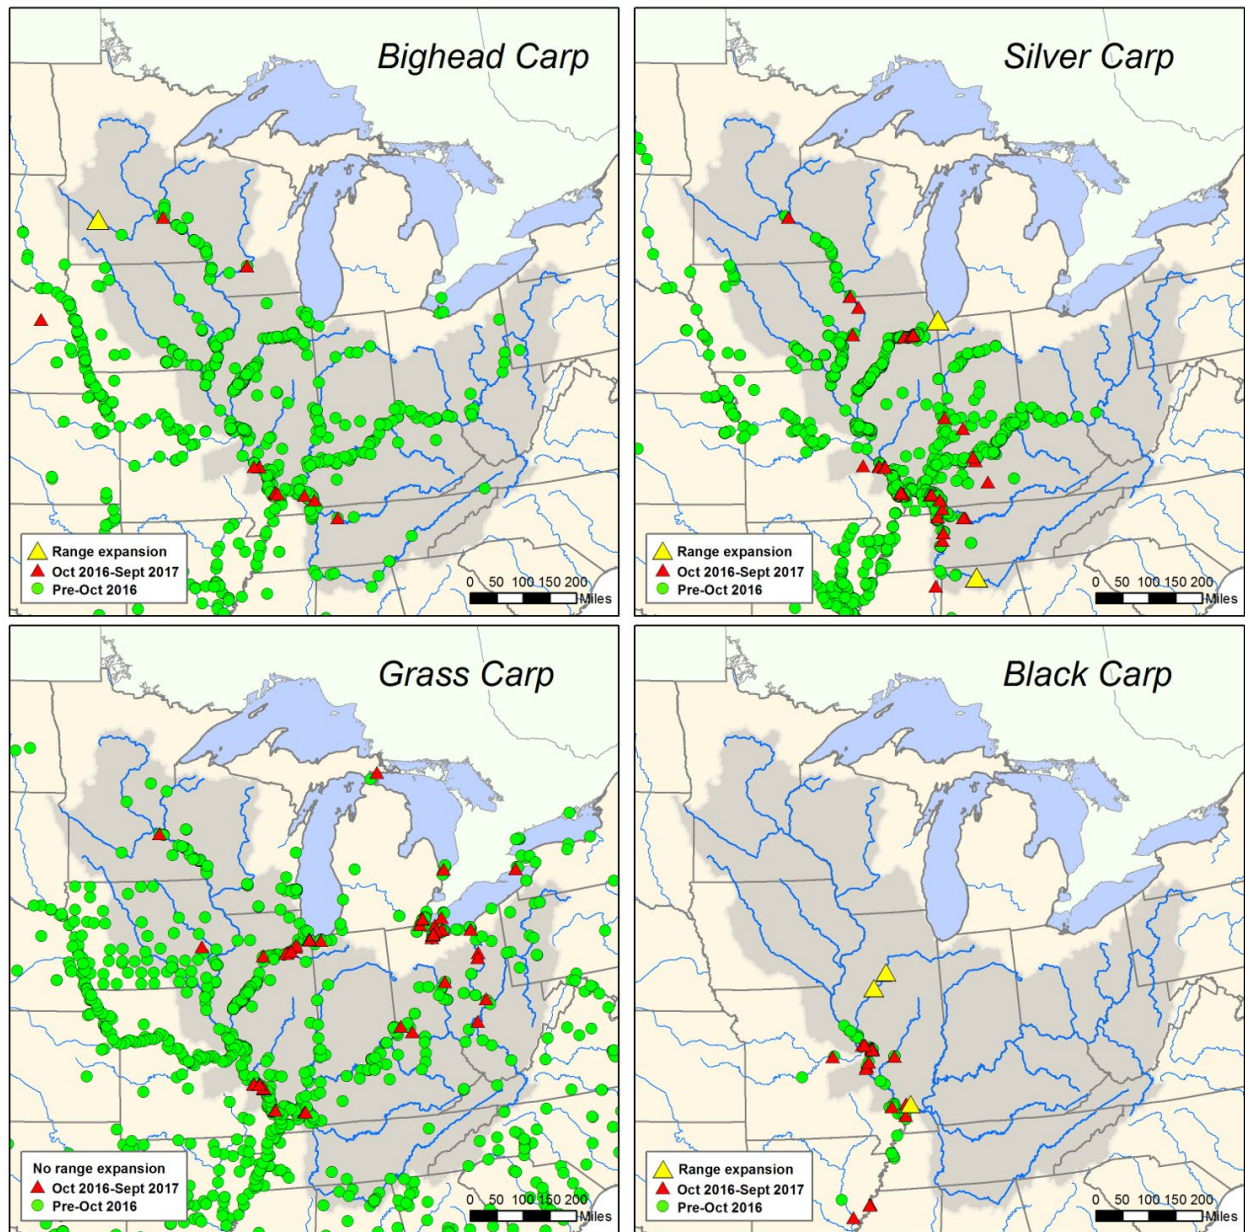 Bighead Carp
Range expansion
Oct 2016-Sept 2017
Pre-Oct 2016
0 50 100 150 200
Miles
Silver Carp
Range expansion
Oct 2016-Sept 2017
Pre-Oct 2016
0 50 100 150 200
Miles
Grass Carp
No range expansion
Oct 2016-Sept 2017
Pre-Oct 2016
0 50 100 150 200
Miles
Black Carp
Range expansion
Oct 2016-Sept 2017
Pre-Oct 2016
0 50 100 150 200
Miles